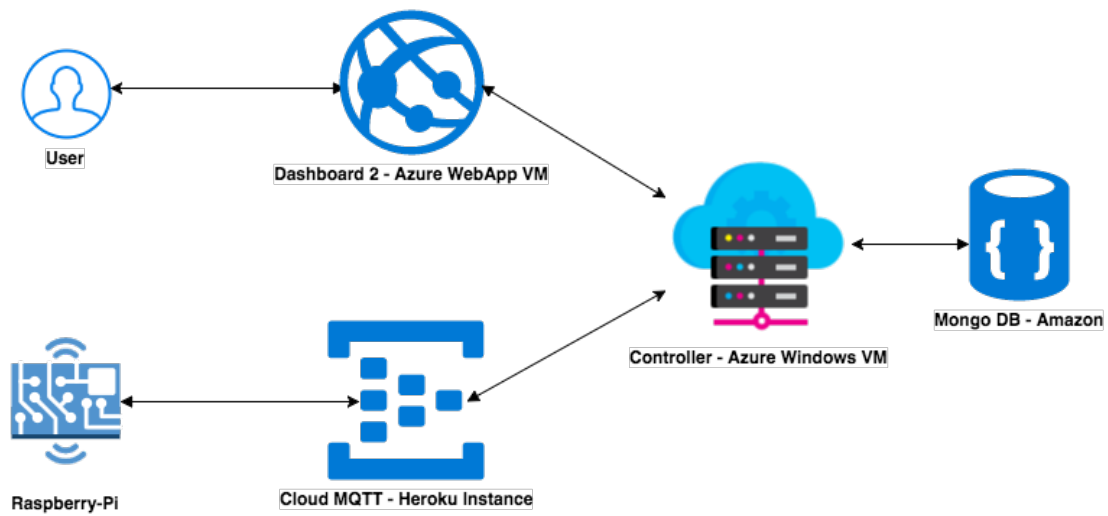 User
Dashboard 2 - Azure WebApp VM
Controller - Azure Windows VM
Mongo DB - Amazon
Raspberry-Pi
Cloud MQTT - Heroku Instance